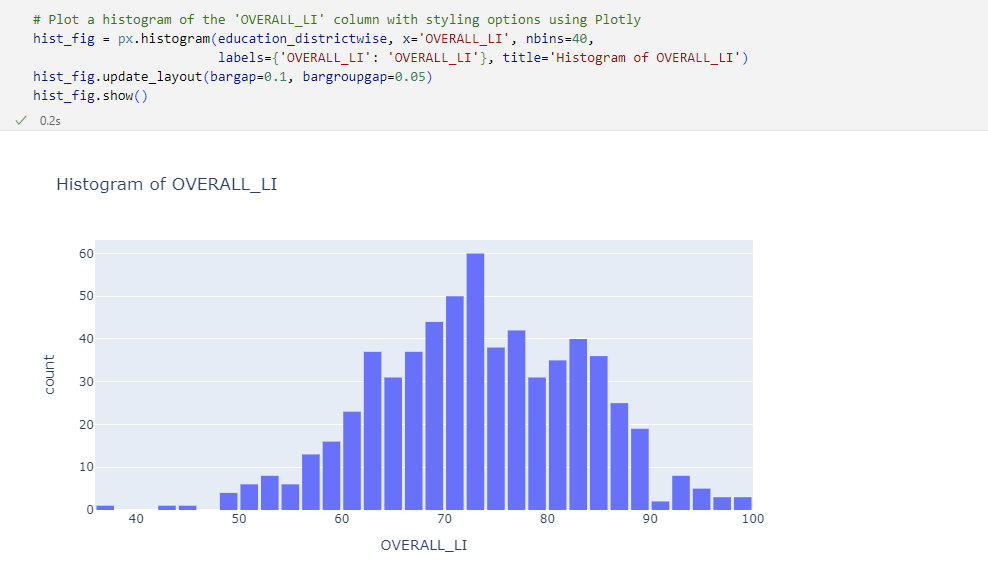 # Plot a histogram of the 'OVERALL_LI' column with styling options using Plotly
hist_fig = px.histogram(education_districtwise, x='OVERALL_LI', nbins=40,
labels={'OVERALL_LI': 'OVERALL_LI'}, title='Histogram of OVERALL_LI')
hist_fig.update_layout(bargap=0.1, bargroupgap=0.05)
hist_fig.show()
0.2s
Histogram of OVERALL_LI
60
50
40
30
20
10
0
count
40 50 60 70 80 90 100
OVERALL_LI